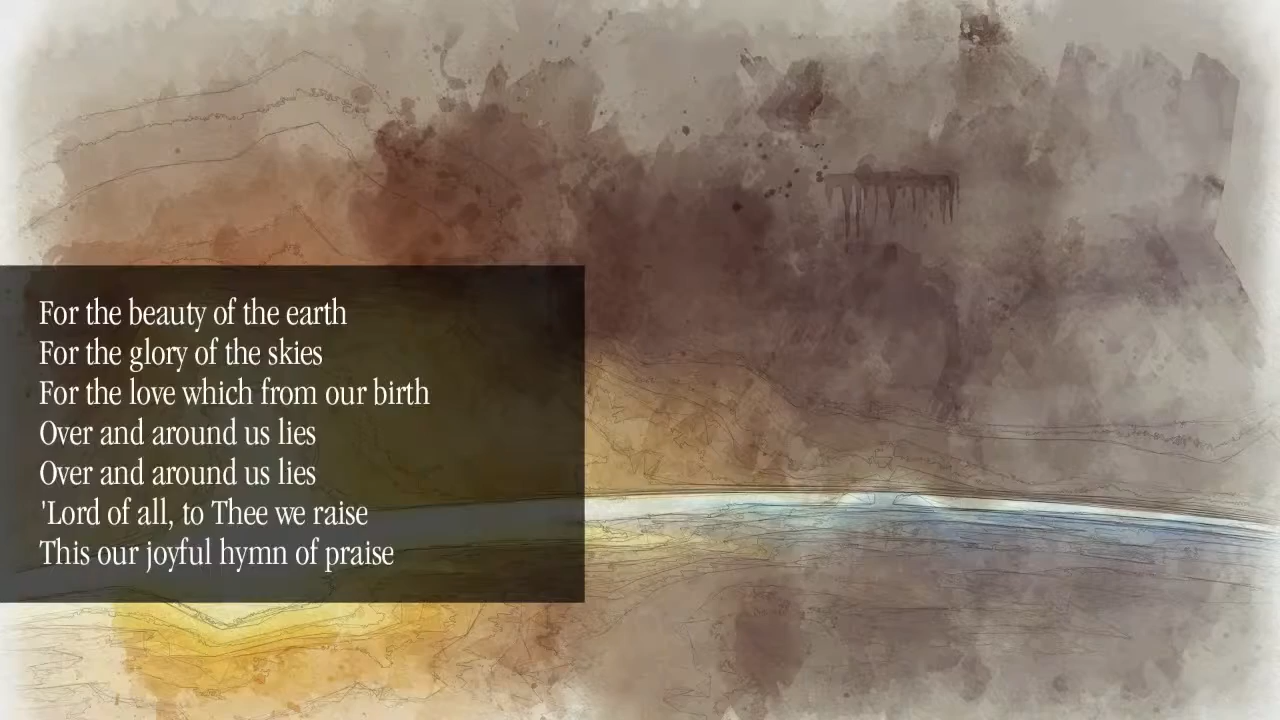 For the beauty of the earth
For the glory of the skies
For the love which from our birth
Over and around us lies
Over and around us lies
'Lord of all, to Thee we raise
This our joyful hymn of praise